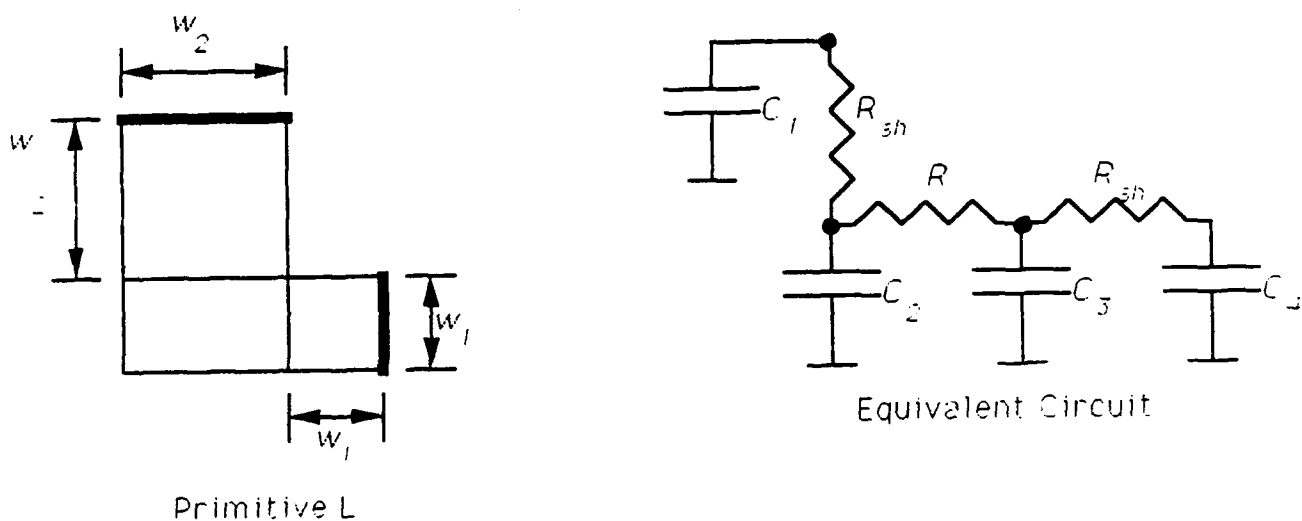 w2
w
w1
w1
Primitive L
C1
Rsh
R
Rsh
C2
C3
C
Equivalent Circuit